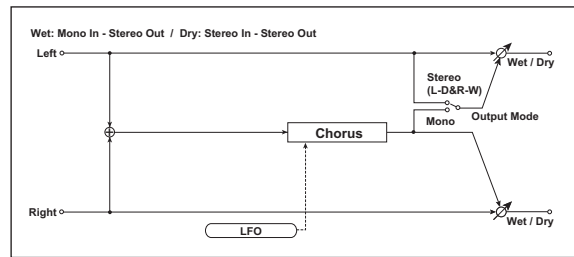 Wet: Mono In - Stereo Out / Dry: Stereo In - Stereo Out
Left
Wet / Dry
Stereo
(L-D&R-W)
Output Mode
Mono
Chorus
Right
Wet / Dry
LFO